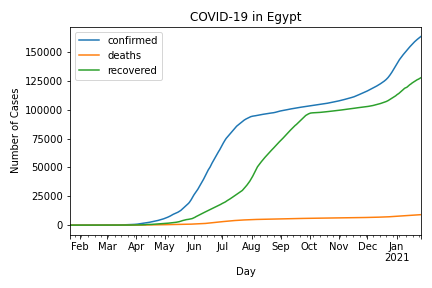 COVID-19 in Egypt
confirmed
deaths
recovered
Number of Cases
150000
125000
100000
75000
50000
25000
0
Feb Mar Apr May Jun Jul Aug Sep Oct Nov Dec Jan
2021
Day